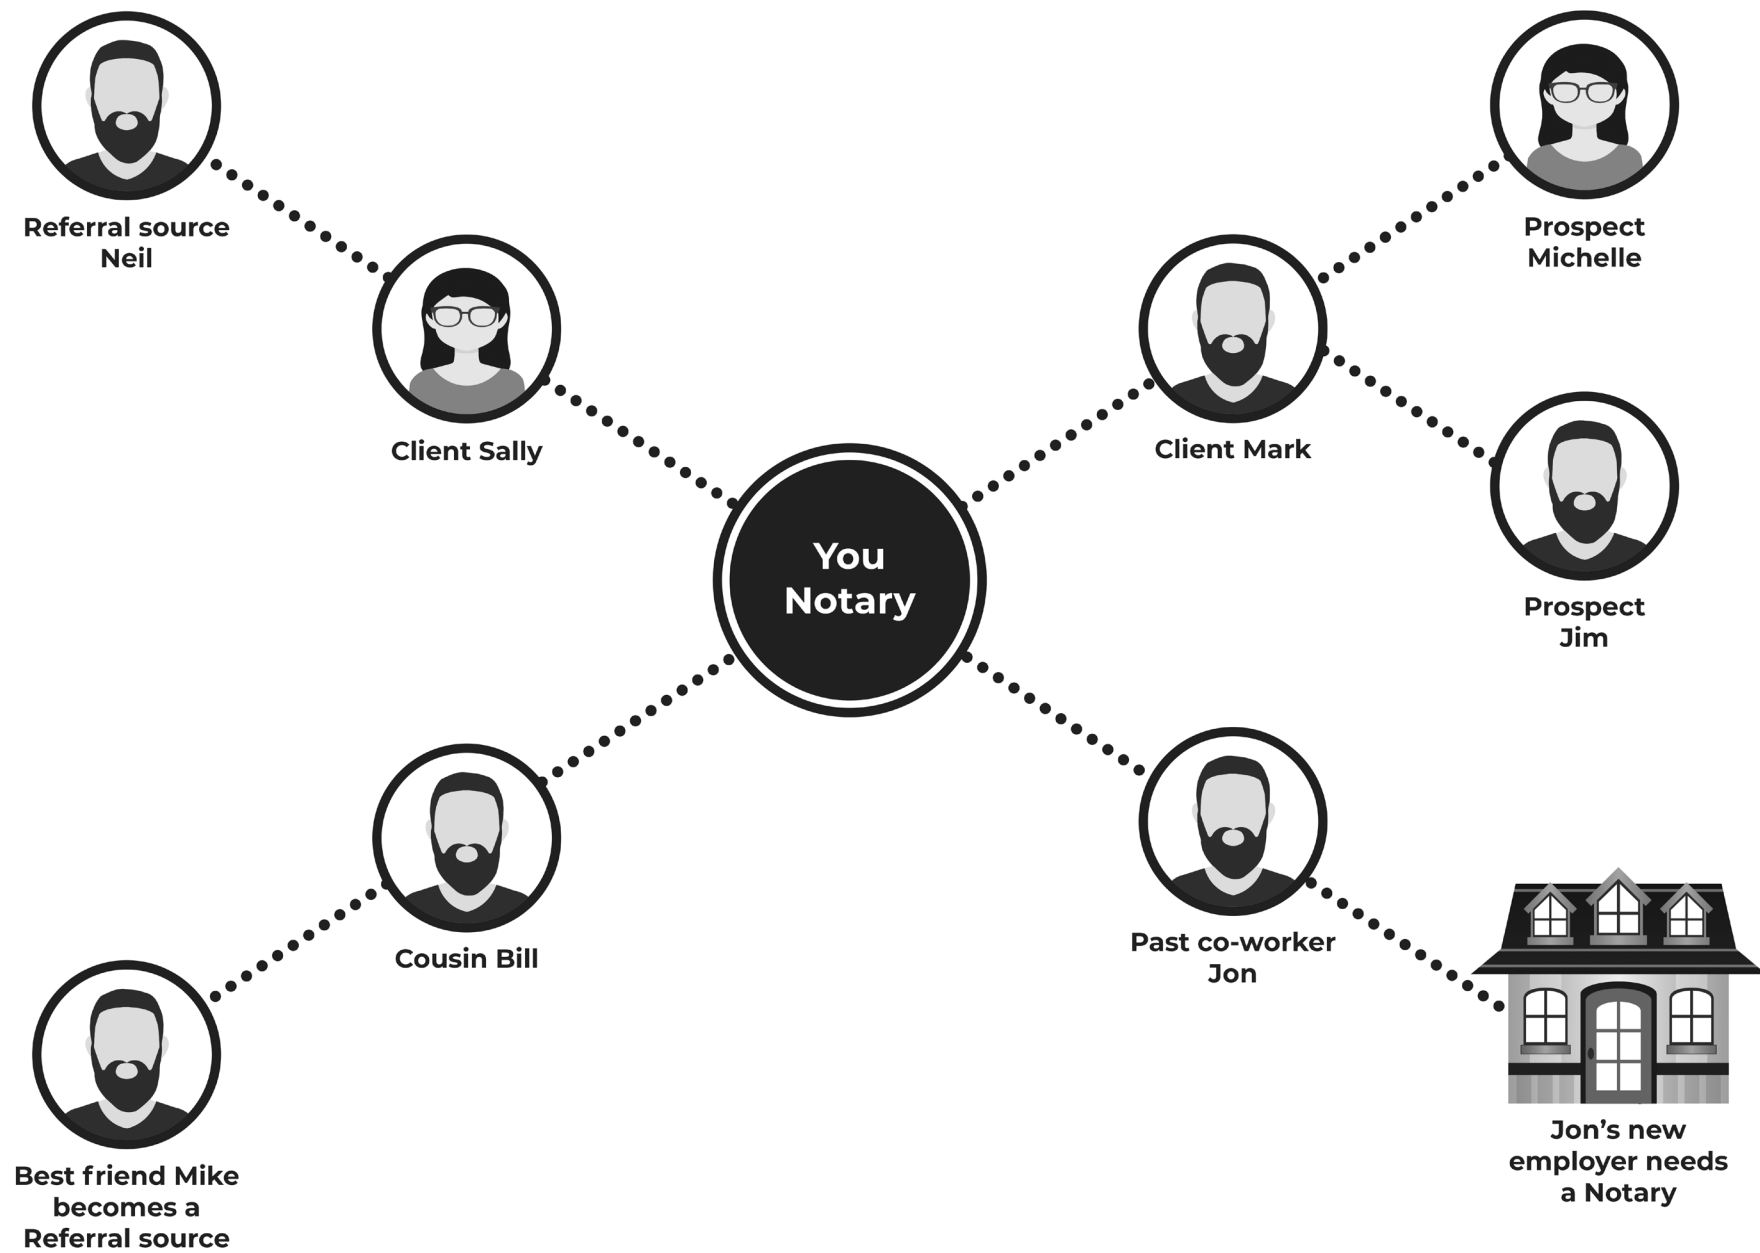 Referral source
Neil
Prospect
Michelle
Client Sally
Client Mark
You
Notary
Prospect
Jim
Cousin Bill
Past co-worker
Jon
Best friend Mike
becomes a
Referral source
Jon’s new
employer needs
a Notary